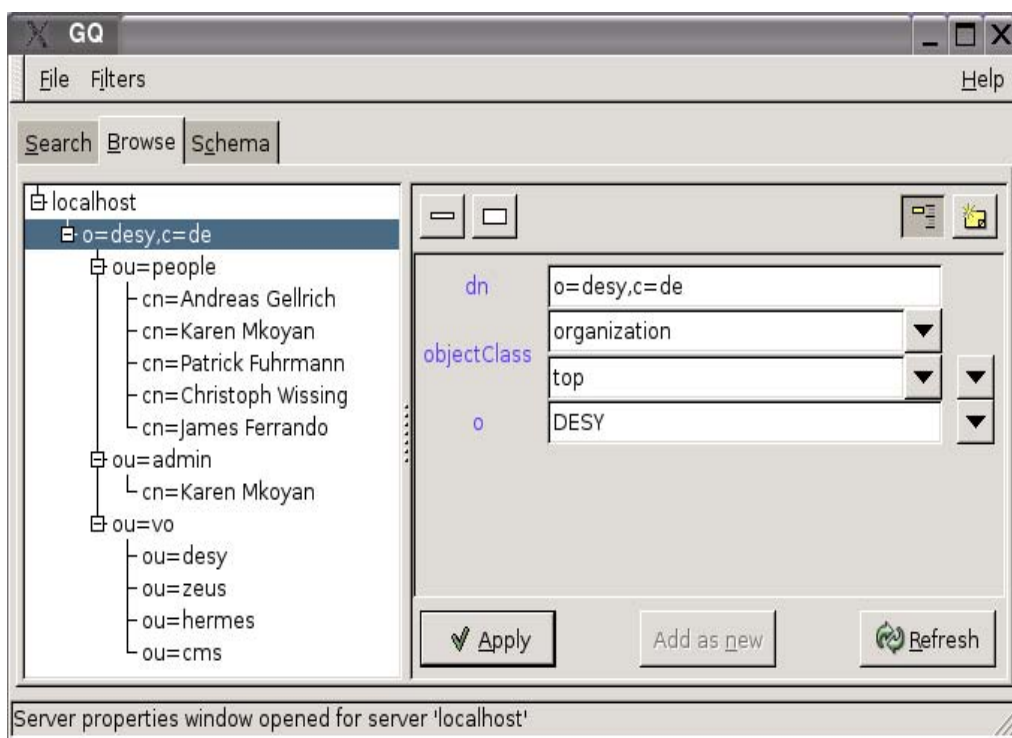 GQ
File Filters Help
Search Browse Schema
localhost
o=desy,c=de
ou=people
cn=Andreas Gellrich
cn=Karen Mkoyan
cn=Patrick Fuhrmann
cn=Christoph Wissing
cn=James Ferrando
ou=admin
cn=Karen Mkoyan
ou=vo
ou=desy
ou=zeus
ou=hermes
ou=cms
dn o=desy,c=de
objectClass organization
top
o DESY
Apply Add as new Refresh
Server properties window opened for server 'localhost'